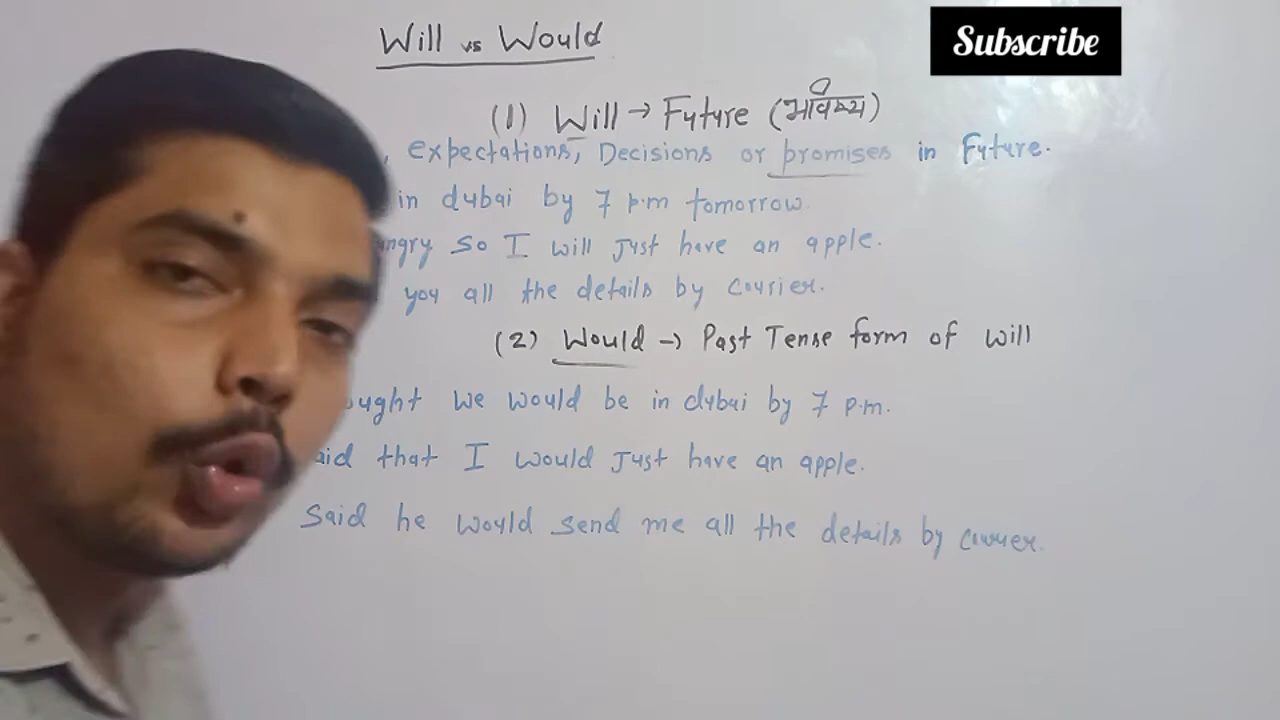 Subscribe
Will vs Would
(1) Will → Future (भविष्य)
, expectations, Decisions or promises in Future.
in dubai by 7 p.m tomorrow.
so I will Just have an apple.
you all the details by courier.
(2) Would → Past Tense form of will
we would be in dubai by 7 p.m.
that I would Just have an apple.
Said he would send me all the details by courier.